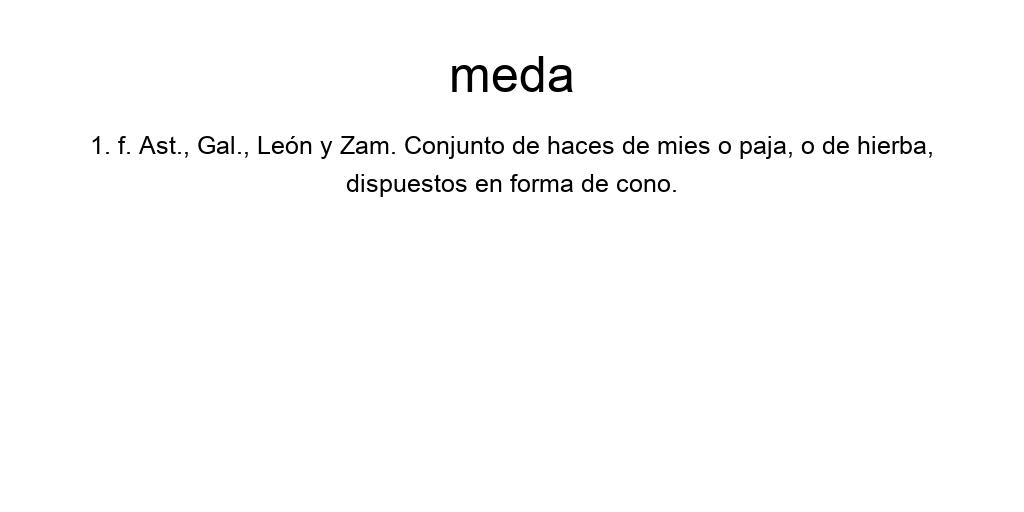 meda
1. f. Ast., Gal., León y Zam. Conjunto de haces de mies o paja, o de hierba,
dispuestos en forma de cono.